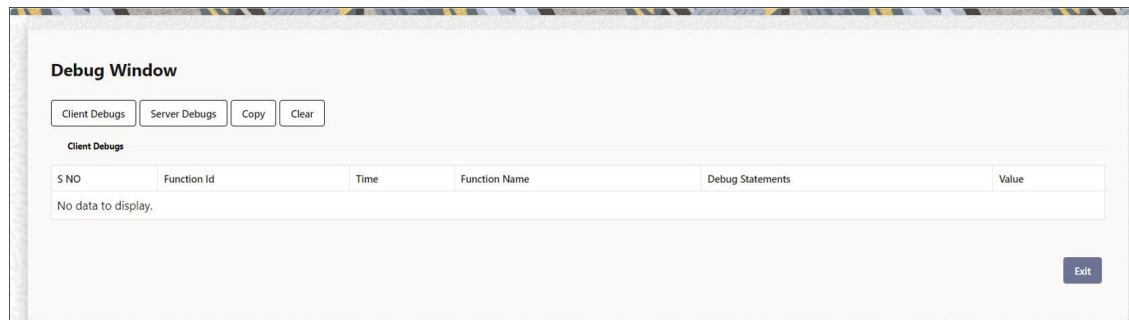 Debug Window
Client Debugs Server Debugs Copy Clear
Client Debugs
S NO Function Id Time Function Name Debug Statements Value
No data to display.
Exit